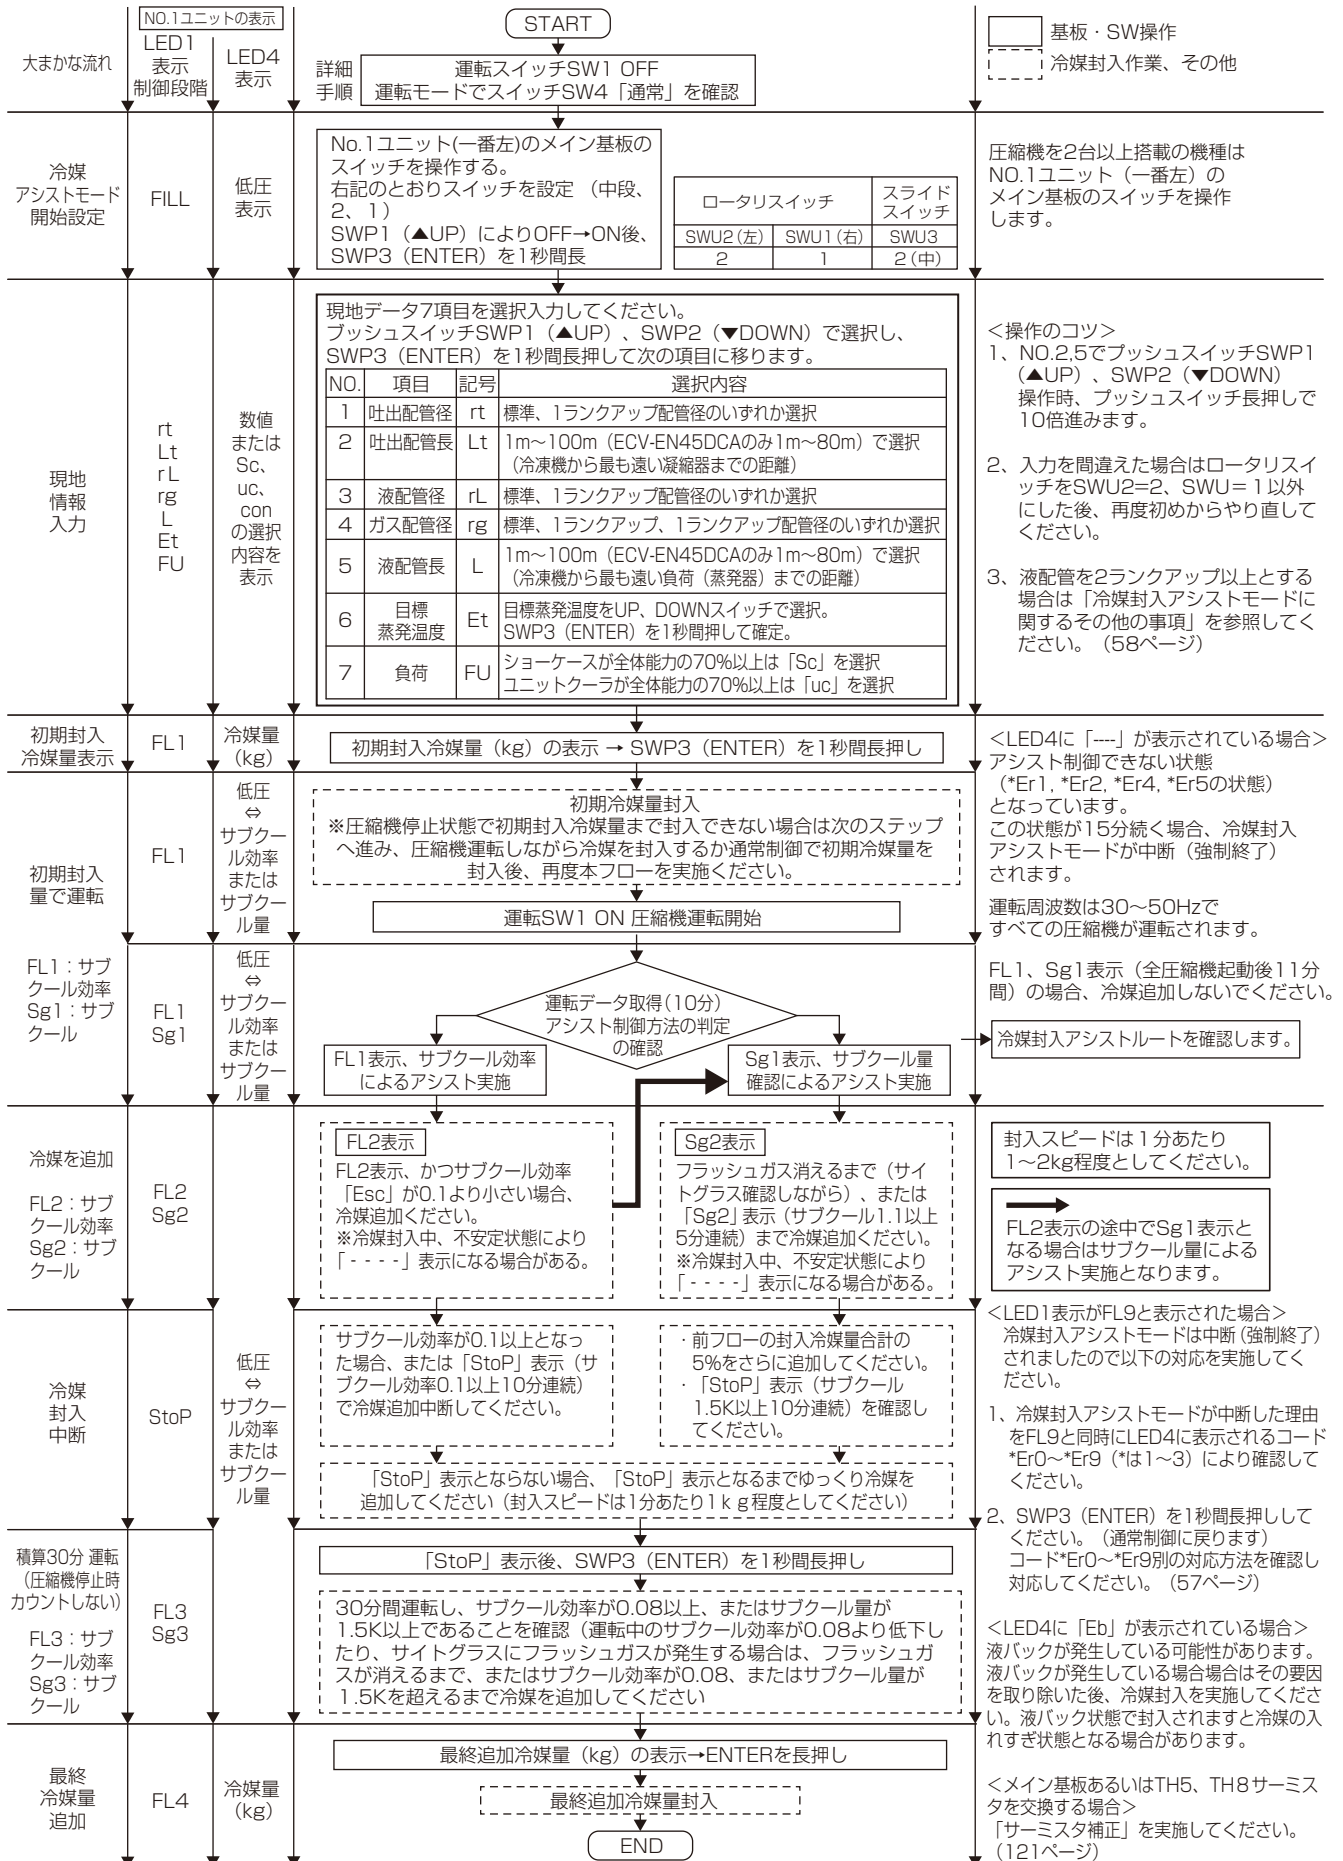 NO.1ユニットの表示
大まかな流れ
LED1
表示
制御段階
LED4
表示
START
詳細
手順
運転スイッチSW1 OFF
運転モードでスイッチSW4「通常」を確認
基板・SW操作
冷媒封入作業、その他
冷媒
アシストモード
開始設定
FILL
低圧
表示
No.1ユニット(一番左)のメイン基板の
スイッチを操作する。
右記のとおりスイッチを設定 (中段、
2、1)
SWP1(▲UP)によりOFF→ON後、
SWP3(ENTER)を1秒間長
ロータリスイッチ
スライド
スイッチ
SWU2(左) SWU1(右) SWU3
2 1 2(中)
圧縮機を2台以上搭載の機種は
NO.1ユニット(一番左)の
メイン基板のスイッチを操作
します。
現地
情報
入力
rt
Lt
rL
rg
L
Et
FU
数値
または
Sc、
uc、
con
の選択
内容を
表示
現地データ7項目を選択入力してください。
プッシュスイッチSWP1(▲UP)、SWP2(▼DOWN)で選択し、
SWP3(ENTER)を1秒間長押して次の項目に移ります。
NO. 項目 記号 選択内容
1 吐出配管径 rt 標準、1ランクアップ配管径のいずれか選択
2 吐出配管長 Lt 1m〜100m(ECV-EN45DCAのみ1m〜80m)で選択
(冷凍機から最も遠い凝縮器までの距離)
3 液配管径 rL 標準、1ランクアップ配管径のいずれか選択
4 ガス配管径 rg 標準、1ランクアップ、1ランクアップ配管径のいずれか選択
5 液配管長 L 1m〜100m(ECV-EN45DCAのみ1m〜80m)で選択
(冷凍機から最も遠い負荷(蒸発器)までの距離)
6 目標
蒸発温度 Et 目標蒸発温度をUP、DOWNスイッチで選択。
SWP3(ENTER)を1秒間押して確定。
7 負荷 FU ショーケースが全体能力の70%以上は「Sc」を選択
ユニットクーラが全体能力の70%以上は「uc」を選択
<操作のコツ>
1、NO.2,5でプッシュスイッチSWP1
(▲UP)、SWP2(▼DOWN)
操作時、プッシュスイッチ長押しで
10倍進みます。
2、入力を間違えた場合はロータリスイ
ッチをSWU2=2、SWU=1以外
にした後、再度初めからやり直して
ください。
3、液配管を2ランクアップ以上とする
場合は「冷媒封入アシストモードに
関するその他の事項」を参照してく
ださい。(58ページ)
初期封入
冷媒量表示
FL1
冷媒量
(kg)
初期封入冷媒量(kg)の表示 → SWP3(ENTER)を1秒間長押し
<LED4に「----」が表示されている場合>
アシスト制御できない状態
(*Er1, *Er2, *Er4, *Er5の状態)
となっています。
この状態が15分続く場合、冷媒封入
アシストモードが中断(強制終了)
されます。
運転周波数は30〜50Hzで
すべての圧縮機が運転されます。
初期封入
量で運転
FL1
低圧
⇔
サブクー
ル効率
または
サブクー
ル量
初期冷媒量封入
※圧縮機停止状態で初期封入冷媒量まで封入できない場合は次のステップ
へ進み、圧縮機運転しながら冷媒を封入するか通常制御で初期冷媒量を
封入後、再度本フローを実施ください。
運転SW1 ON 圧縮機運転開始
FL1:サブ
クール効率
Sg1:サブ
クール
FL1
Sg1
低圧
⇔
サブクー
ル効率
または
サブクー
ル量
運転データ取得(10分)
アシスト制御方法の判定
の確認
FL1表示、サブクール効率
によるアシスト実施
Sg1表示、サブクール量
確認によるアシスト実施
FL1、Sg1表示(全圧縮機起動後11分
間)の場合、冷媒追加しないでください。
冷媒封入アシストルートを確認します。
冷媒を追加
FL2:サブ
クール効率
Sg2:サブ
クール
FL2
Sg2
FL2表示
FL2表示、かつサブクール効率
「Esc」が0.1より小さい場合、
冷媒追加ください。
※冷媒封入中、不安定状態により
「- - - -」表示になる場合がある。
Sg2表示
フラッシュガス消えるまで(サイ
トグラス確認しながら)、または
「Sg2」表示(サブクール1.1以上
5分連続)まで冷媒追加ください。
※冷媒封入中、不安定状態により
「- - - -」表示になる場合がある。
封入スピードは1分あたり
1〜2kg程度としてください。
FL2表示の途中でSg1表示と
なる場合はサブクール量による
アシスト実施となります。
冷媒
封入
中断
StoP
低圧
⇔
サブクー
ル効率
または
サブクー
ル量
サブクール効率が0.1以上となっ
た場合、または「StoP」表示(サ
ブクール効率0.1以上10分連続)
で冷媒追加中断してください。
・前フローの封入冷媒量合計の
5%をさらに追加してください。
・「StoP」表示(サブクール
1.5K以上10分連続)を確認し
てください。
「StoP」表示とならない場合、「StoP」表示となるまでゆっくり冷媒を
追加してください(封入スピードは1分あたり1kg程度としてください)
<LED1表示がFL9と表示された場合>
冷媒封入アシストモードは中断(強制終了)
されましたので以下の対応を実施してく
ださい。
1、冷媒封入アシストモードが中断した理由
をFL9と同時にLED4に表示されるコード
*Er0〜*Er9(*は1〜3)により確認して
ください。
2、SWP3(ENTER)を1秒間長押しして
ください。(通常制御に戻ります)
コード*Er0〜*Er9別の対応方法を確認し
対応してください。(57ページ)
積算30分 運転
(圧縮機停止時
カウントしない)
FL3:サブ
クール効率
Sg3:サブ
クール
FL3
Sg3
「StoP」表示後、SWP3(ENTER)を1秒間長押し
30分間運転し、サブクール効率が0.08以上、またはサブクール量が
1.5K以上であることを確認(運転中のサブクール効率が0.08より低下し
たり、サイトグラスにフラッシュガスが発生する場合は、フラッシュガ
スが消えるまで、またはサブクール効率が0.08、またはサブクール量が
1.5Kを超えるまで冷媒を追加してください
<LED4に「Eb」が表示されている場合>
液バックが発生している可能性があります。
液バックが発生している場合場合はその要因
を取り除いた後、冷媒封入を実施してくださ
い。液バック状態で封入されますと冷媒の入
れすぎ状態となる場合があります。
最終
冷媒量
追加
FL4
冷媒量
(kg)
最終追加冷媒量(kg)の表示→ENTERを長押し
最終追加冷媒量封入
END
<メイン基板あるいはTH5、TH8サーミス
タを交換する場合>
「サーミスタ補正」を実施してください。
(121ページ)